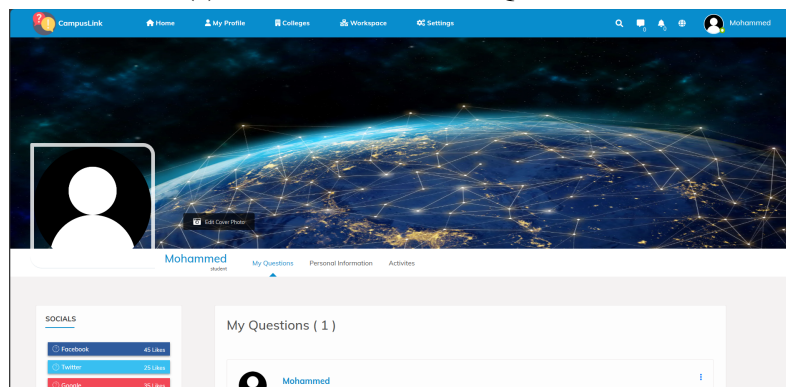 CampusLink Home My Profile Colleges Workspace Settings 0 0 Mohammed
Edit Cover Photo
Mohammed
student
My Questions Personal Information Activites
SOCIALS
Facebook 45 Likes
Twitter 25 Likes
Google 35 Likes
My Questions ( 1 )
Mohammed